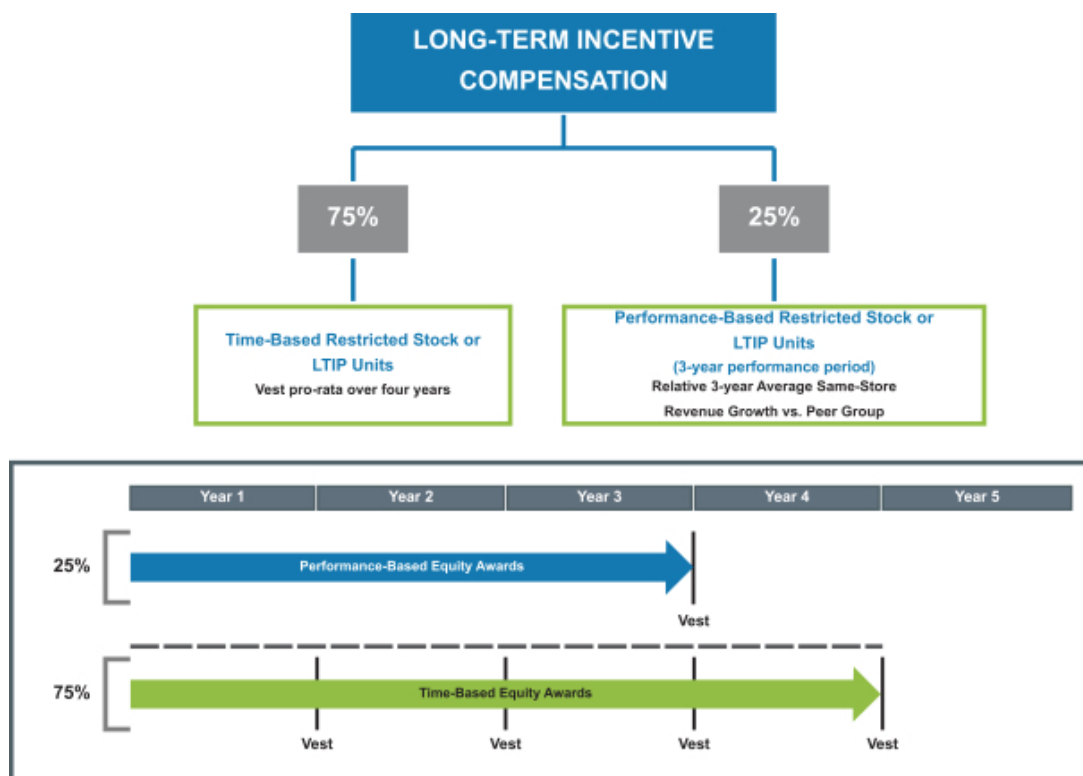 LONG-TERM INCENTIVE
COMPENSATION
75%
25%
Time-Based Restricted Stock or
LTIP Units
Vest pro-rata over four years
Performance-Based Restricted Stock or
LTIP Units
(3-year performance period)
Relative 3-year Average Same-Store
Revenue Growth vs. Peer Group
Year 1
Year 2
Year 3
Year 4
Year 5
25%
Performance-Based Equity Awards
Vest
75%
Time-Based Equity Awards
Vest
Vest
Vest
Vest